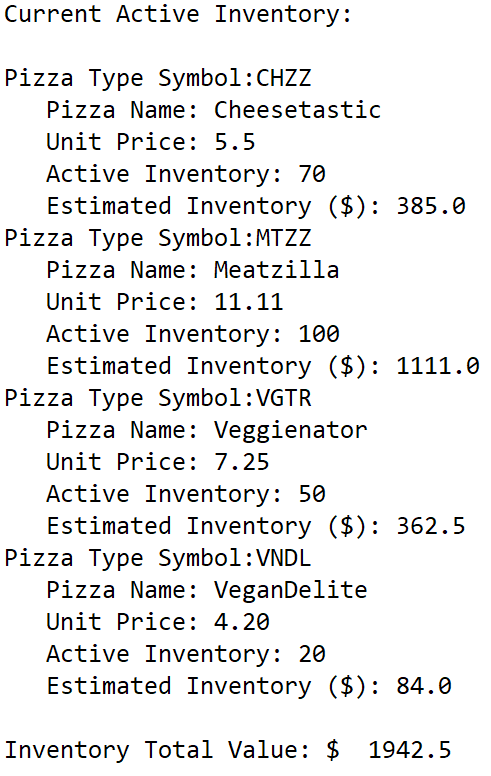 Current Active Inventory:

Pizza Type Symbol:CHZZ
   Pizza Name: Cheesetastic
   Unit Price: 5.5
   Active Inventory: 70
   Estimated Inventory ($): 385.0
Pizza Type Symbol:MTZZ
   Pizza Name: Meatzilla
   Unit Price: 11.11
   Active Inventory: 100
   Estimated Inventory ($): 1111.0
Pizza Type Symbol:VGTR
   Pizza Name: Veggienator
   Unit Price: 7.25
   Active Inventory: 50
   Estimated Inventory ($): 362.5
Pizza Type Symbol:VNDL
   Pizza Name: VeganDelite
   Unit Price: 4.20
   Active Inventory: 20
   Estimated Inventory ($): 84.0

Inventory Total Value: $  1942.5